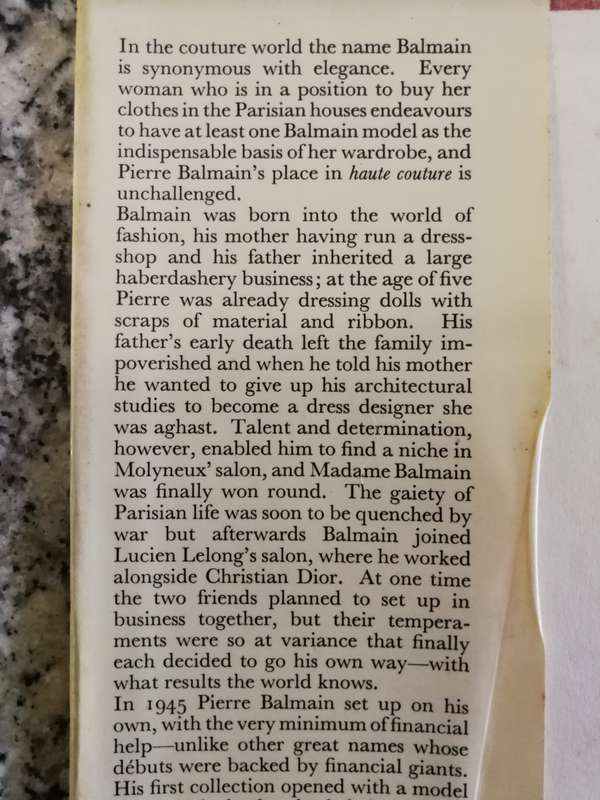 In the couture world the name Balmain
is synonymous with elegance. Every
woman who is in a position to buy her
clothes in the Parisian houses endeavours
to have at least one Balmain model as the
indispensable basis of her wardrobe, and
Pierre Balmain's place in haute couture is
unchallenged.
Balmain was born into the world of
fashion, his mother having run a dress-
shop and his father inherited a large
haberdashery business; at the age of five
Pierre was already dressing dolls with
scraps of material and ribbon. His
father's early death left the family im-
poverished and when he told his mother
he wanted to give up his architectural
studies to become a dress designer she
was aghast. Talent and determination,
however, enabled him to find a niche in
Molyneux' salon, and Madame Balmain
was finally won round. The gaiety of
Parisian life was soon to be quenched by
war but afterwards Balmain joined
Lucien Lelong's salon, where he worked
alongside Christian Dior. At one time
the two friends planned to set up in
business together, but their tempera-
ments were so at variance that finally
each decided to go his own way—with
what results the world knows.
In 1945 Pierre Balmain set up on his
own, with the very minimum of financial
help—unlike other great names whose
débuts were backed by financial giants.
His first collection opened with a model